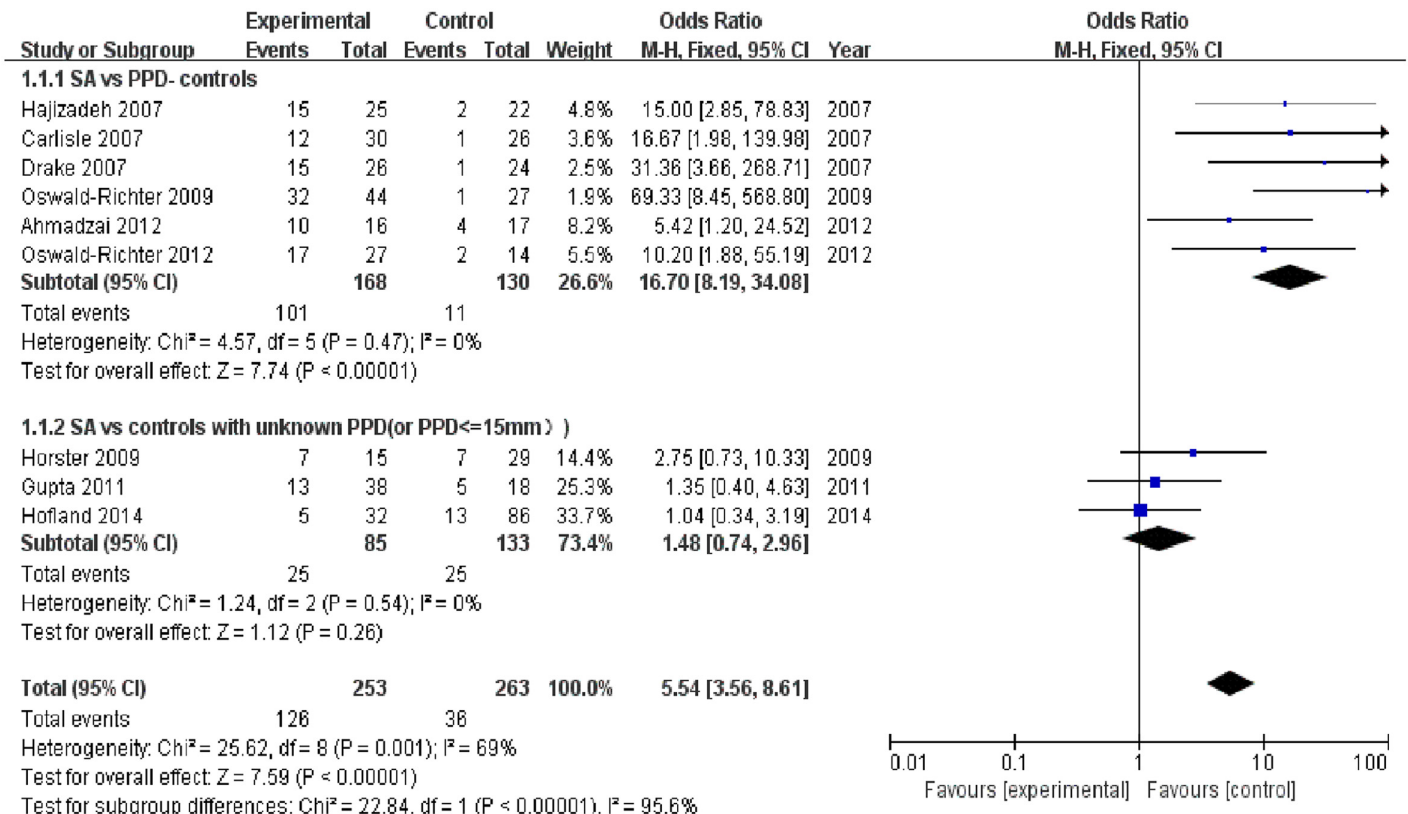 Experimental Control Odds Ratio Odds Ratio
Study or Subgroup Events Total Events Total Weight M-H, Fixed, 95% CI Year M-H, Fixed, 95% CI
1.1.1 SA vs PPD- controls
Hajizadeh 2007 15 25 2 22 4.8% 15.00 [2.85, 78.83] 2007
Carlisle 2007 12 30 1 26 3.6% 16.67 [1.98, 139.98] 2007
Drake 2007 15 26 1 24 2.5% 31.36 [3.66, 268.71] 2007
Oswald-Richter 2009 32 44 1 27 1.9% 69.33 [8.45, 568.80] 2009
Ahmadzai 2012 10 16 4 17 8.2% 5.42 [1.20, 24.52] 2012
Oswald-Richter 2012 17 27 2 14 5.5% 10.20 [1.88, 55.19] 2012
Subtotal (95% CI) 168 130 26.6% 16.70 [8.19, 34.08]
Total events 101 11
Heterogeneity: Chi² = 4.57, df = 5 (P = 0.47); I² = 0%
Test for overall effect: Z = 7.74 (P < 0.00001)
1.1.2 SA vs controls with unknown PPD(or PPD<=15mm））
Horster 2009 7 15 7 29 14.4% 2.75 [0.73, 10.33] 2009
Gupta 2011 13 38 5 18 25.3% 1.35 [0.40, 4.63] 2011
Hofland 2014 5 32 13 86 33.7% 1.04 [0.34, 3.19] 2014
Subtotal (95% CI) 85 133 73.4% 1.48 [0.74, 2.96]
Total events 25 25
Heterogeneity: Chi² = 1.24, df = 2 (P = 0.54); I² = 0%
Test for overall effect: Z = 1.12 (P = 0.26)
Total (95% CI) 253 263 100.0% 5.54 [3.56, 8.61]
Total events 126 36
Heterogeneity: Chi² = 25.62, df = 8 (P = 0.001); I² = 69%
Test for overall effect: Z = 7.59 (P < 0.00001)
Test for subgroup differences: Chi² = 22.84, df = 1 (P < 0.00001), I² = 95.6%
0.01 0.1 1 10 100
Favours [experimental] Favours [control]